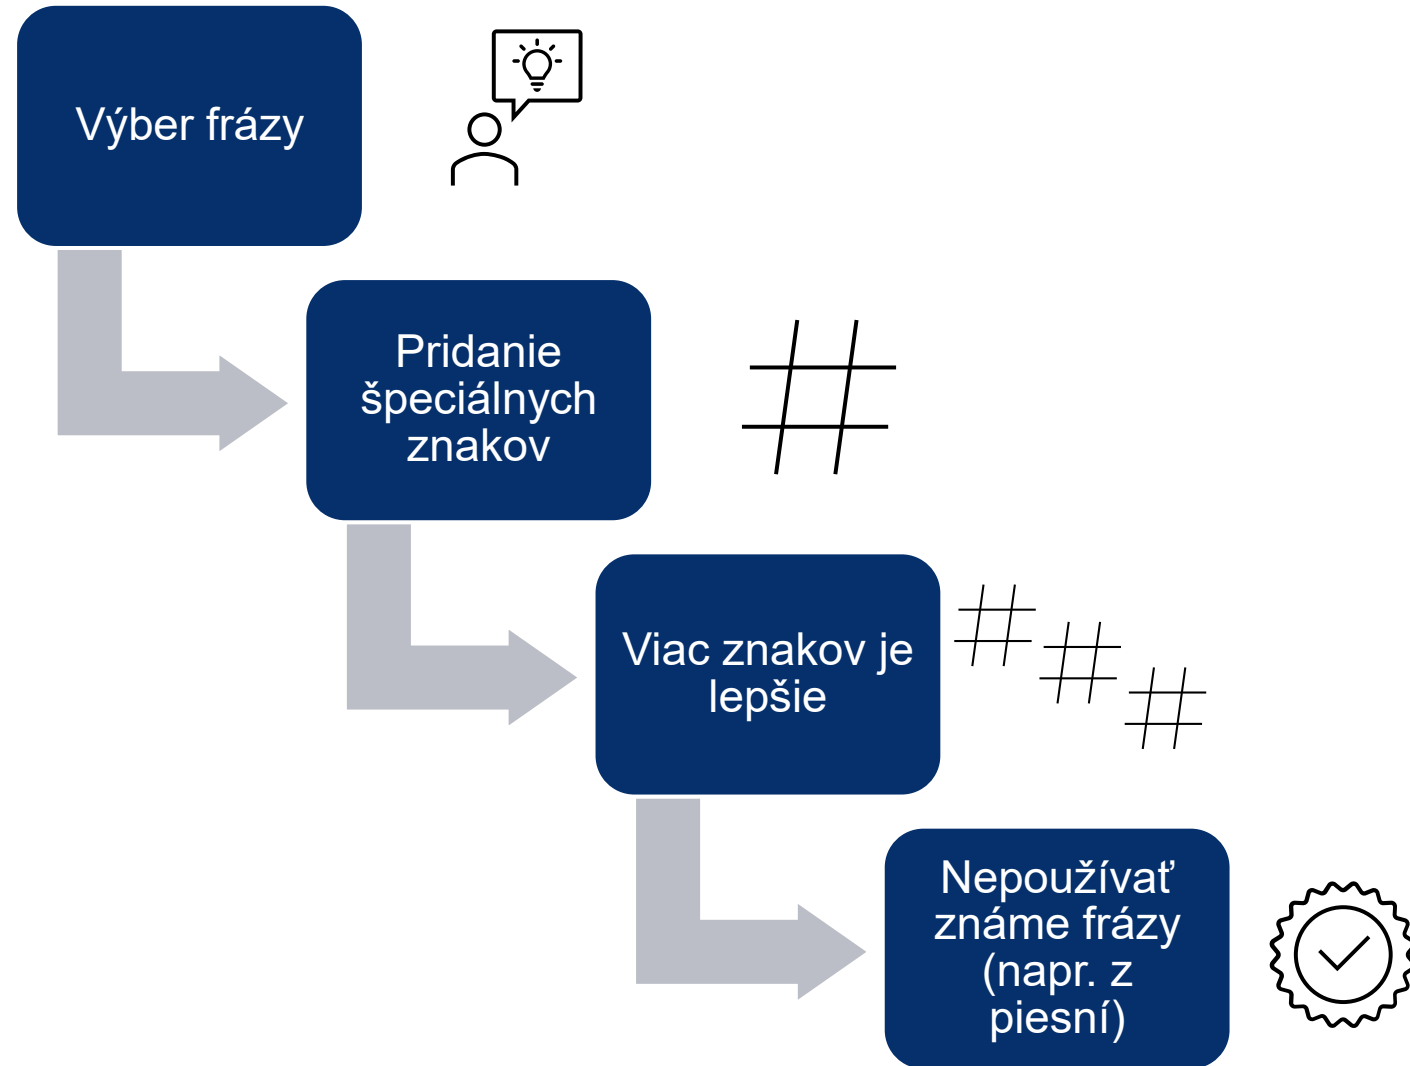 Výber frázy
Pridanie
špeciálnych
znakov
Viac znakov je
lepšie
Nepoužívať
známe frázy
(napr. z
piesní)